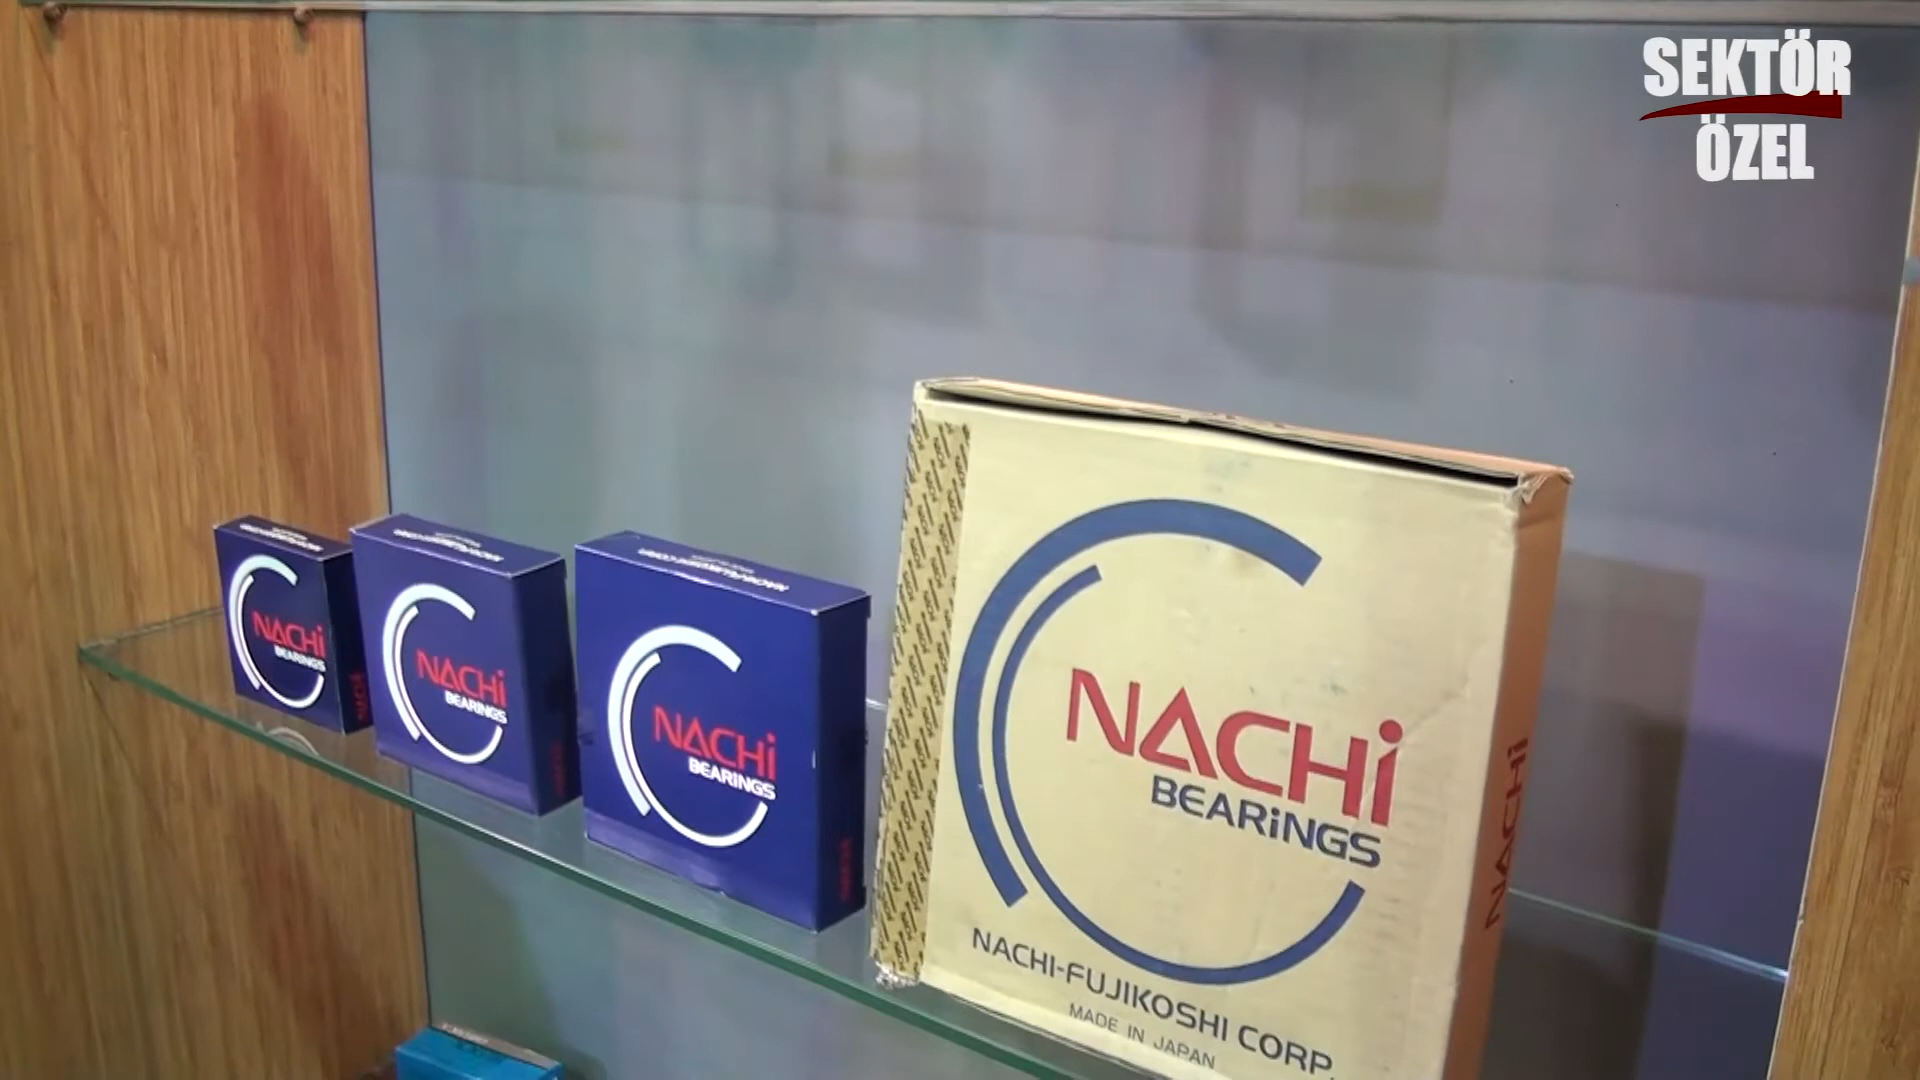 SEKTÖR
ÖZEL
NACHi
BEARiNGS
NACHi
BEARiNGS
NACHi
BEARiNGS
NACHi
BEARiNGS
NACHI-FUJIKOSHI CORP.
MADE IN JAPAN
NACHi